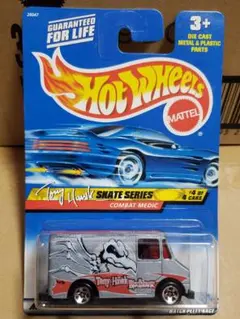 GUARANTEED
FOR LIFE
3+
DIE CAST
METAL & PLASTIC
PARTS
HOT WHEELS
MATTEL
Tony Hawk
SKATE SERIES
COMBAT MEDIC
#4 OF
4 CARS
Tony Hawk